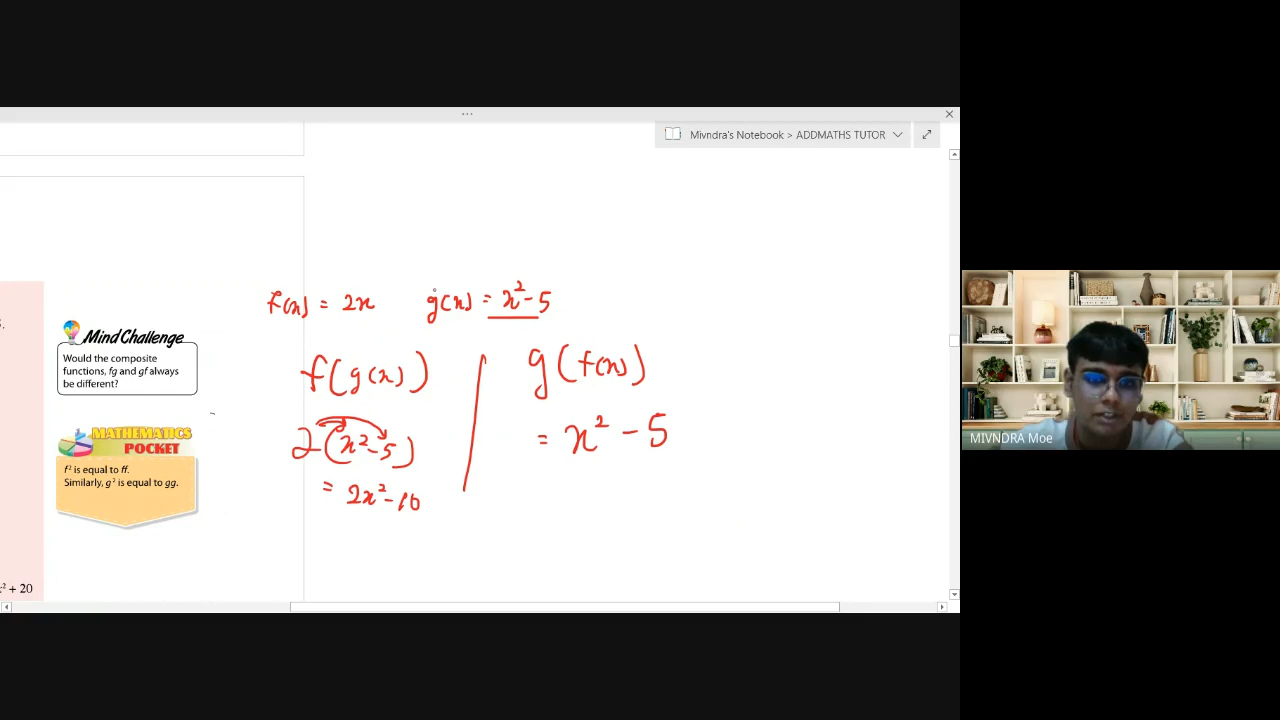 Mivndra's Notebook > ADDMATHS TUTOR
f(x) = 2x g(x) = x² - 5
Mind Challenge
Would the composite
functions, fg and gf always
be different?
f(g(x))
g(f(x))
2(x² - 5)
= x² - 5
= 2x² - 10
MATHEMATICS
POCKET
f² is equal to ff.
Similarly, g² is equal to gg.
x² + 20
MIVNDRA Moe